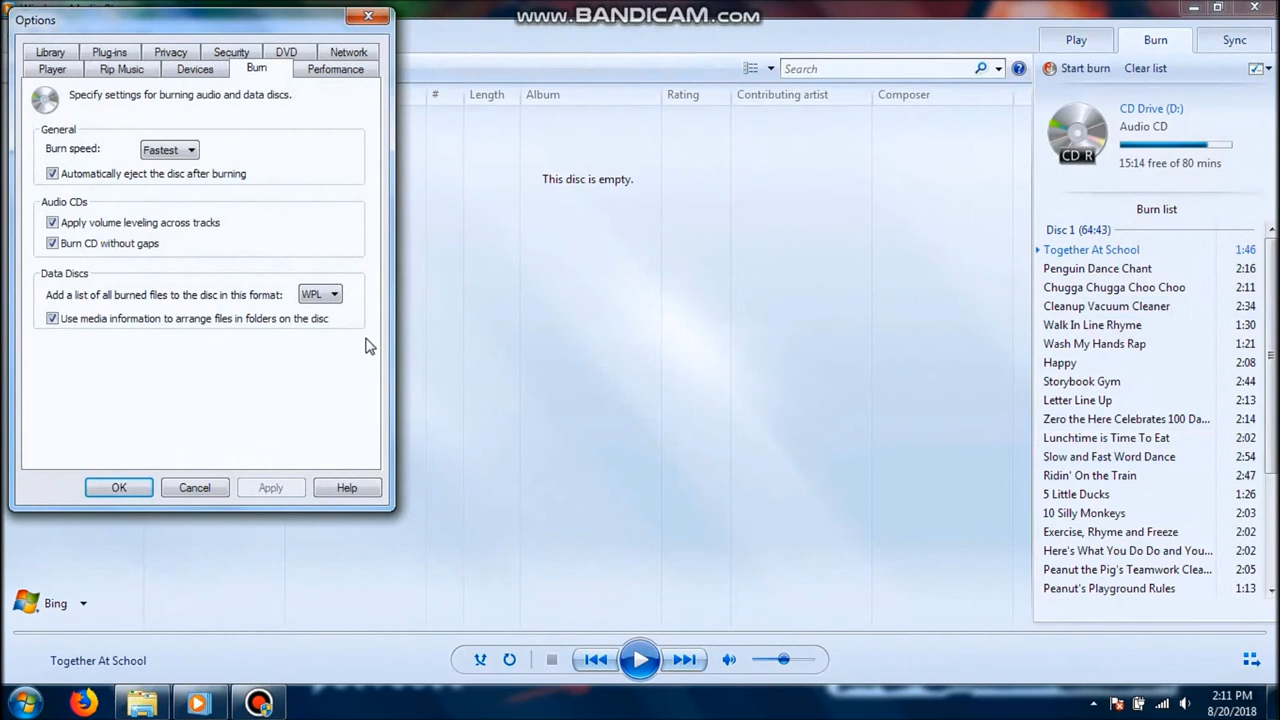 Options
www.BANDICAM.com
Library Plug-ins Privacy Security DVD Network
Player Rip Music Devices Burn Performance
Specify settings for burning audio and data discs.
General
Burn speed: Fastest
Automatically eject the disc after burning
Audio CDs
Apply volume leveling across tracks
Burn CD without gaps
Data Discs
Add a list of all burned files to the disc in this format: WPL
Use media information to arrange files in folders on the disc
OK Cancel Apply Help
Play Burn Sync
Search
Start burn Clear list
# Length Album Rating Contributing artist Composer
This disc is empty.
CD Drive (D:)
Audio CD
CD R
15:14 free of 80 mins
Burn list
Disc 1 (64:43)
Together At School 1:46
Penguin Dance Chant 2:16
Chugga Chugga Choo Choo 2:11
Cleanup Vacuum Cleaner 2:34
Walk In Line Rhyme 1:30
Wash My Hands Rap 1:21
Happy 2:08
Storybook Gym 2:44
Letter Line Up 2:13
Zero the Here Celebrates 100 Da... 2:14
Lunchtime is Time To Eat 2:02
Slow and Fast Word Dance 2:54
Ridin' On the Train 2:47
5 Little Ducks 1:26
10 Silly Monkeys 2:03
Exercise, Rhyme and Freeze 2:02
Here's What You Do Do and You... 2:02
Peanut the Pig's Teamwork Clea... 2:05
Peanut's Playground Rules 1:13
Bing
Together At School
2:11 PM
8/20/2018